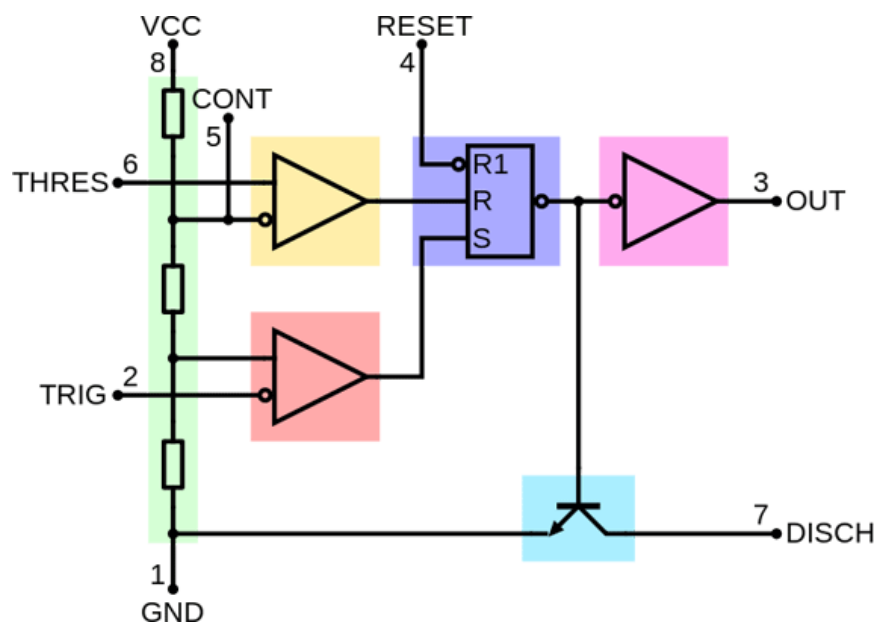 VCC
RESET
8
4
CONT
5
THRES
6
R1
R
S
3
OUT
TRIG
2
7
DISCH
1
GND